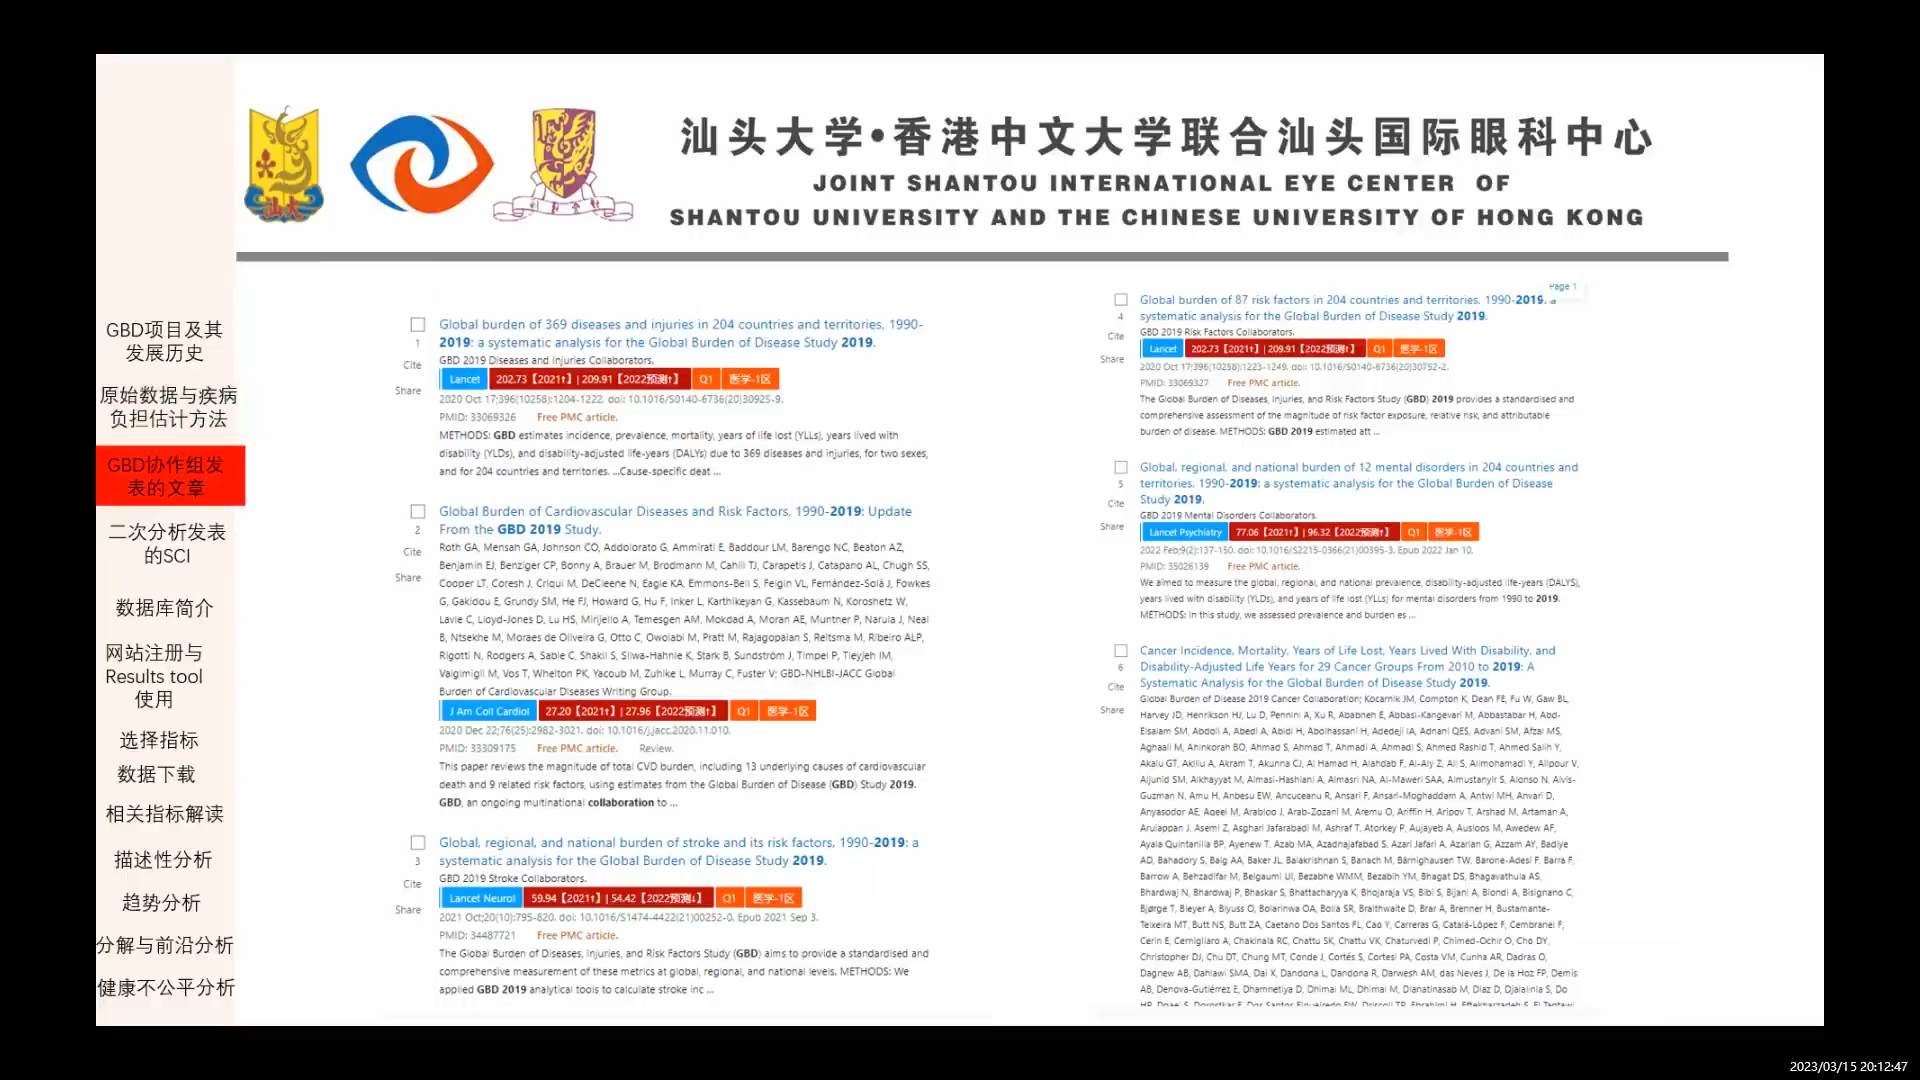 汕头大学•香港中文大学联合汕头国际眼科中心
JOINT SHANTOU INTERNATIONAL EYE CENTER OF
SHANTOU UNIVERSITY AND THE CHINESE UNIVERSITY OF HONG KONG
GBD项目及其
发展历史
原始数据与疾病
负担估计方法
GBD协作组发
表的文章
二次分析发表
的SCI
数据库简介
网站注册与
Results tool
使用
选择指标
数据下载
相关指标解读
描述性分析
趋势分析
分解与前沿分析
健康不公平分析
Global burden of 369 diseases and injuries in 204 countries and territories, 1990-
1 2019: a systematic analysis for the Global Burden of Disease Study 2019.
Cite GBD 2019 Diseases and Injuries Collaborators.
Lancet 202.73【2021↑】| 209.91【2022预测↑】 Q1 医学-1区
Share 2020 Oct 17;396(10258):1204-1222. doi: 10.1016/S0140-6736(20)30925-9.
PMID: 33069326 Free PMC article.
METHODS: GBD estimates incidence, prevalence, mortality, years of life lost (YLLs), years lived with
disability (YLDs), and disability-adjusted life-years (DALYs) due to 369 diseases and injuries, for two sexes,
and for 204 countries and territories. ...Cause-specific deat ...
Global Burden of Cardiovascular Diseases and Risk Factors, 1990-2019: Update
2 From the GBD 2019 Study.
Cite Roth GA, Mensah GA, Johnson CO, Addolorato G, Ammirati E, Baddour LM, Barengo NC, Beaton AZ,
Benjamin EJ, Benziger CP, Bonny A, Brauer M, Brodmann M, Cahill TJ, Carapetis J, Catapano AL, Chugh SS,
Share Cooper LT, Coresh J, Criqui M, DeCleene N, Eagle KA, Emmons-Bell S, Feigin VL, Fernández-Solà J, Fowkes
G, Gakidou E, Grundy SM, He FJ, Howard G, Hu F, Inker L, Karthikeyan G, Kassebaum N, Koroshetz W,
Lavie C, Lloyd-Jones D, Lu HS, Mirijello A, Temesgen AM, Mokdad A, Moran AE, Muntner P, Narula J, Neal
B, Ntsekhe M, Moraes de Oliveira G, Otto C, Owolabi M, Pratt M, Rajagopalan S, Reitsma M, Ribeiro ALP,
Rigotti N, Rodgers A, Sable C, Shakil S, Sliwa-Hahnle K, Stark B, Sundström J, Timpel P, Tleyjeh IM,
Valgimigli M, Vos T, Whelton PK, Yacoub M, Zuhlke L, Murray C, Fuster V; GBD-NHLBI-JACC Global
Burden of Cardiovascular Diseases Writing Group.
J Am Coll Cardiol 27.20【2021↑】| 27.96【2022预测↑】 Q1 医学-1区
2020 Dec 22;76(25):2982-3021. doi: 10.1016/j.jacc.2020.11.010.
PMID: 33309175 Free PMC article. Review.
This paper reviews the magnitude of total CVD burden, including 13 underlying causes of cardiovascular
death and 9 related risk factors, using estimates from the Global Burden of Disease (GBD) Study 2019.
GBD, an ongoing multinational collaboration to ...
Global, regional, and national burden of stroke and its risk factors, 1990-2019: a
3 systematic analysis for the Global Burden of Disease Study 2019.
Cite GBD 2019 Stroke Collaborators.
Lancet Neurol 59.94【2021↑】| 54.42【2022预测↓】 Q1 医学-1区
Share 2021 Oct;20(10):795-820. doi: 10.1016/S1474-4422(21)00252-0. Epub 2021 Sep 3.
PMID: 34487721 Free PMC article.
The Global Burden of Diseases, Injuries, and Risk Factors Study (GBD) aims to provide a standardised and
comprehensive measurement of these metrics at global, regional, and national levels. METHODS: We
applied GBD 2019 analytical tools to calculate stroke inc ...
Page 1
Global burden of 87 risk factors in 204 countries and territories, 1990-2019: a
4 systematic analysis for the Global Burden of Disease Study 2019.
Cite GBD 2019 Risk Factors Collaborators.
Lancet 202.73【2021↑】| 209.91【2022预测↑】 Q1 医学-1区
Share 2020 Oct 17;396(10258):1223-1249. doi: 10.1016/S0140-6736(20)30752-2.
PMID: 33069327 Free PMC article.
The Global Burden of Diseases, Injuries, and Risk Factors Study (GBD) 2019 provides a standardised and
comprehensive assessment of the magnitude of risk factor exposure, relative risk, and attributable
burden of disease. METHODS: GBD 2019 estimated att ...
Global, regional, and national burden of 12 mental disorders in 204 countries and
5 territories, 1990-2019: a systematic analysis for the Global Burden of Disease
Cite Study 2019.
GBD 2019 Mental Disorders Collaborators.
Share Lancet Psychiatry 77.06【2021↑】| 96.32【2022预测↑】 Q1 医学-1区
2022 Feb;9(2):137-150. doi: 10.1016/S2215-0366(21)00395-3. Epub 2022 Jan 10.
PMID: 35026139 Free PMC article.
We aimed to measure the global, regional, and national prevalence, disability-adjusted life-years (DALYS),
years lived with disability (YLDs), and years of life lost (YLLs) for mental disorders from 1990 to 2019.
METHODS: In this study, we assessed prevalence and burden es ...
Cancer Incidence, Mortality, Years of Life Lost, Years Lived With Disability, and
6 Disability-Adjusted Life Years for 29 Cancer Groups From 2010 to 2019: A
Cite Systematic Analysis for the Global Burden of Disease Study 2019.
Global Burden of Disease 2019 Cancer Collaboration; Kocarnik JM, Compton K, Dean FE, Fu W, Gaw BL,
Share Harvey JD, Henrikson HJ, Lu D, Pennini A, Xu R, Ababneh E, Abbasi-Kangevari M, Abbastabar H, Abd-
Elsalam SM, Abdoli A, Abedi A, Abidi H, Abolhassani H, Adedeji IA, Adnani QES, Advani SM, Afzal MS,
Aghaali M, Ahinkorah BO, Ahmad S, Ahmad T, Ahmadi A, Ahmadi S, Ahmed Rashid T, Ahmed Salih Y,
Akalu GT, Aklilu A, Akram T, Akunna CJ, Al Hamad H, Alahdab F, Al-Aly Z, Ali S, Alimohamadi Y, Alipour V,
Aljunid SM, Alkhayyat M, Almasi-Hashiani A, Almasri NA, Al-Maweri SAA, Almustanyir S, Alonso N, Alvis-
Guzman N, Amu H, Anbesu EW, Ancuceanu R, Ansari F, Ansari-Moghaddam A, Antwi MH, Anvari D,
Anyasodor AE, Aqeel M, Arabloo J, Arab-Zozani M, Aremu O, Ariffin H, Aripov T, Arshad M, Artaman A,
Arulappan J, Asemi Z, Asghari Jafarabadi M, Ashraf T, Atorkey P, Aujayeb A, Ausloos M, Awedew AF,
Ayala Quintanilla BP, Ayenew T, Azab MA, Azadnajafabad S, Azari Jafari A, Azarian G, Azzam AY, Badiye
AD, Bahadory S, Baig AA, Baker JL, Balakrishnan S, Banach M, Bärnighausen TW, Barone-Adesi F, Barra F,
Barrow A, Behzadifar M, Belgaumi UI, Bezabhe WMM, Bezabih YM, Bhagat DS, Bhagavathula AS,
Bhardwaj N, Bhardwaj P, Bhaskar S, Bhattacharyya K, Bhojaraja VS, Bibi S, Bijani A, Biondi A, Bisignano C,
Bjørge T, Bleyer A, Blyuss O, Bolarinwa OA, Bolla SR, Braithwaite D, Brar A, Brenner H, Bustamante-
Teixeira MT, Butt NS, Butt ZA, Caetano Dos Santos FL, Cao Y, Carreras G, Catalá-López F, Cembranel F,
Cerin E, Cernigliaro A, Chakinala RC, Chattu SK, Chattu VK, Chaturvedi P, Chimed-Ochir O, Cho DY,
Christopher DJ, Chu DT, Chung MT, Conde J, Cortés S, Cortesi PA, Costa VM, Cunha AR, Dadras O,
Dagnew AB, Dahlawi SMA, Dai X, Dandona L, Dandona R, Darwesh AM, das Neves J, De la Hoz FP, Demis
AB, Denova-Gutiérrez E, Dhamnetiya D, Dhimal ML, Dhimal M, Dianatinasab M, Diaz D, Djalalinia S, Do
2023/03/15 20:12:47